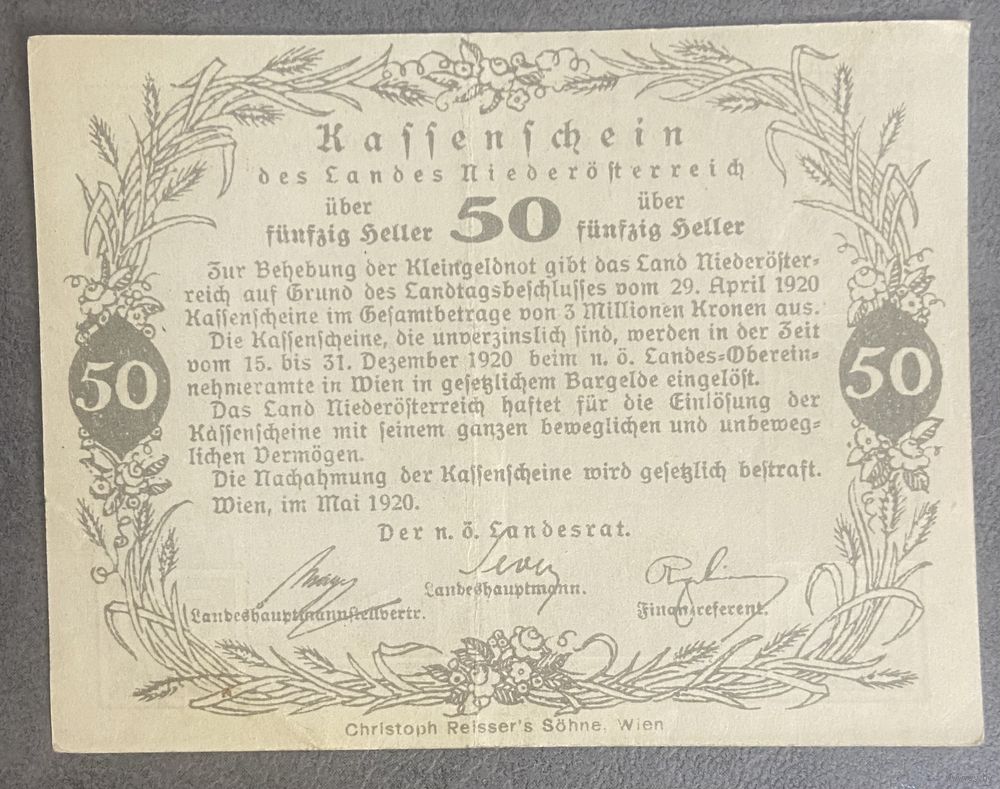 Kassenschein
des Landes Niederösterreich
über 50 über
fünfzig Heller fünfzig Heller
Zur Behebung der Kleingeldnot gibt das Land Niederöster-
reich auf Grund des Landtagsbeschlusses vom 29. April 1920
Kassenscheine im Gesamtbetrage von 3 Millionen Kronen aus.
Die Kassenscheine, die unverzinslich sind, werden in der Zeit
vom 15. bis 31. Dezember 1920 beim n. ö. Landes-Oberein-
nehmeramte in Wien in gesetzlichem Bargelde eingelöst.
50 50
Das Land Niederösterreich haftet für die Einlösung der
Kassenscheine mit seinem ganzen beweglichen und unbeweg-
lichen Vermögen.
Die Nachahmung der Kassenscheine wird gesetzlich bestraft.
Wien, im Mai 1920.
Der n. ö. Landesrat.
Landeshauptmann.
Landeshauptmannstellvertr. Finanzreferent.
Christoph Reisser's Söhne, Wien